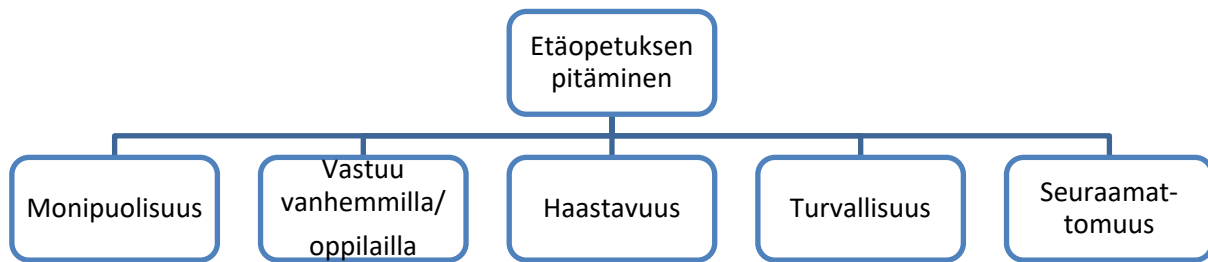 Etäopetuksen
pitäminen
Monipuolisuus
Vastuu
vanhemmilla/
oppilailla
Haastavuus
Turvallisuus
Seuraamat-
tomuus